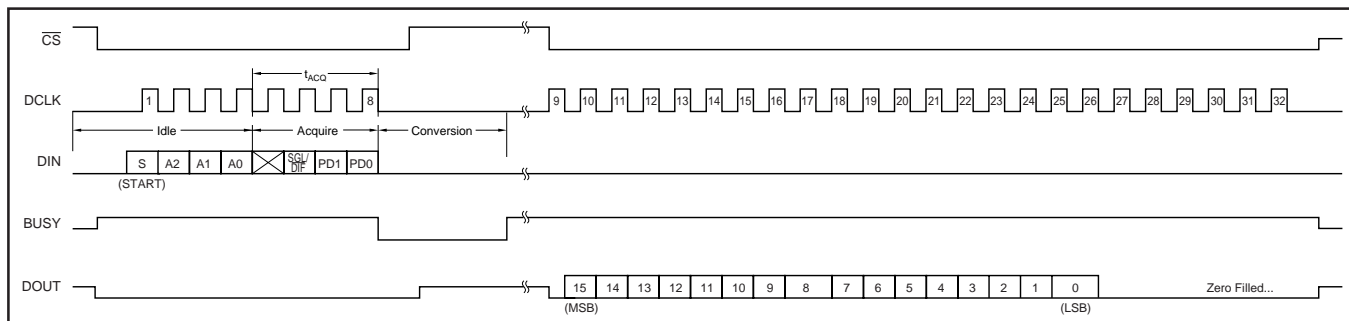 CS
tACQ
DCLK 1 8 9 10 11 12 13 14 15 16 17 18 19 20 21 22 23 24 25 26 27 28 29 30 31 32
Idle Acquire Conversion
DIN S A2 A1 A0 SGL/DIF PD1 PD0
(START)
BUSY
DOUT 15 14 13 12 11 10 9 8 7 6 5 4 3 2 1 0 Zero Filled...
(MSB) (LSB)